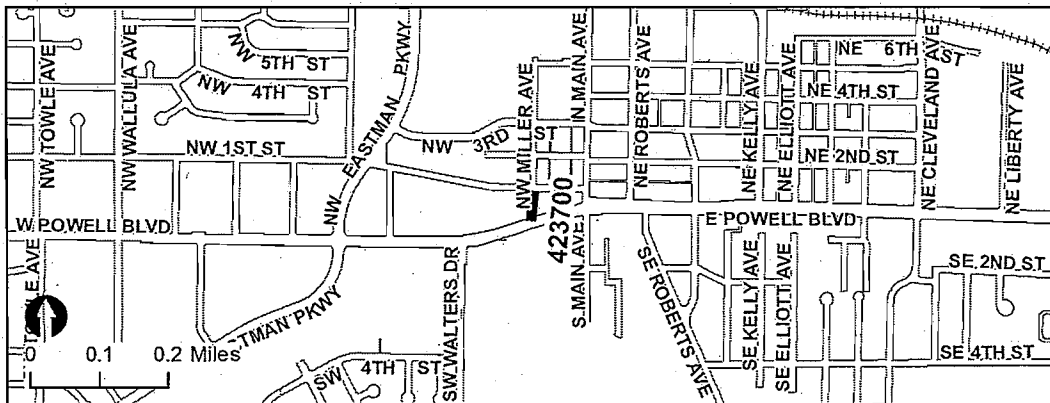 NW TOWLE AVE
NW WALLULA AVE
NW
5TH ST
NW
4TH ST
NW EASTMAN PKWY
NW 1ST ST
NW 3RD ST
NW MILLER AVE
N MAIN AVE
NE ROBERTS AVE
NE KELLY AVE
NE ELLIOTT AVE
NE 6TH ST
NE 4TH ST
NE 2ND ST
NE CLEVELAND AVE
NE LIBERTY AVE
W POWELL BLVD
E POWELL BLVD
423700
S MAIN AVE
SE ROBERTS AVE
SE KELLY AVE
SE ELLIOTT AVE
SE 2ND ST
SE 4TH ST
SW WALTERS DR
TMAN PKWY
SW 4TH ST
AVE
0 0.1 0.2 Miles